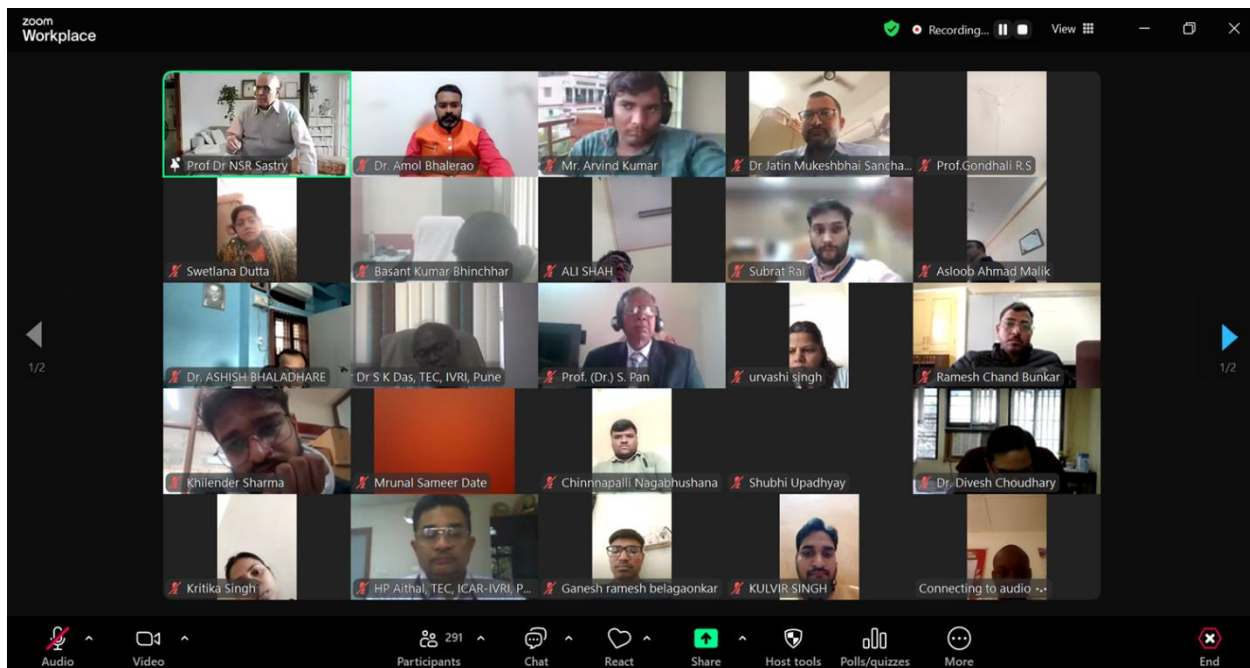 zoom
Workplace
Recording...
View
Prof Dr NSR Sastry
Dr. Amol Bhalerao
Mr. Arvind Kumar
Dr Jatin Mukeshbhai Sancha...
Prof.Gondhali R.S
Swetlana Dutta
Basant Kumar Bhinchhar
ALI SHAH
Subrat Rai
Asloob Ahmad Malik
1/2
Dr. ASHISH BHALADHARE
Dr S K Das, TEC, IVRI, Pune
Prof. (Dr.) S. Pan
urvashi singh
Ramesh Chand Bunkar
1/2
Khilender Sharma
Mrunal Sameer Date
Chinnnapalli Nagabhushana
Shubhi Upadhyay
Dr. Divesh Choudhary
Kritika Singh
HP Aithal, TEC, ICAR-IVRI, P...
Ganesh ramesh belagaonkar
KULVIR SINGH
Connecting to audio
Audio
Video
291
Participants
Chat
React
Share
Host tools
Polls/quizzes
More
End